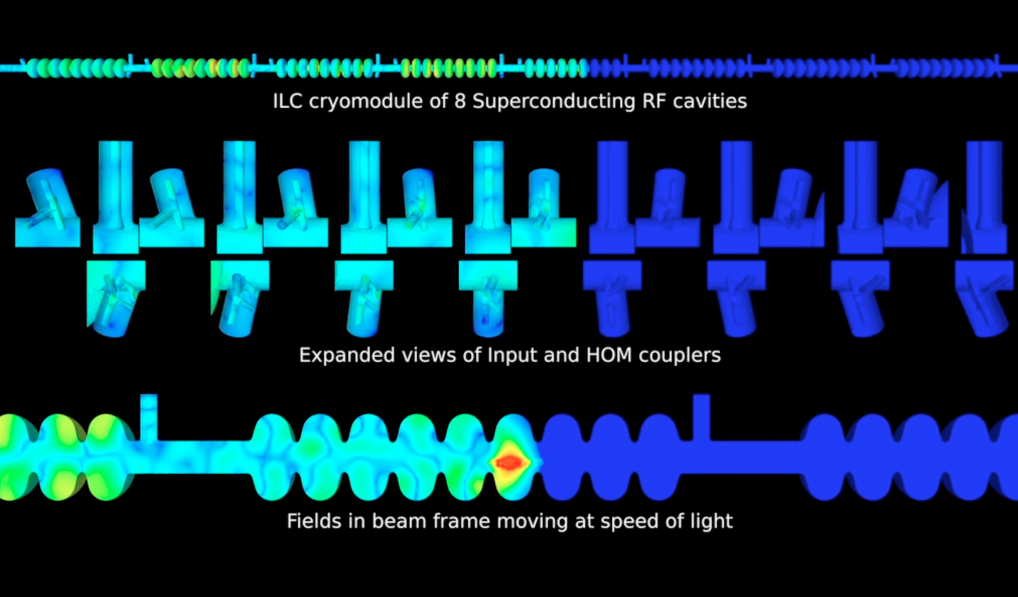 ILC cryomodule of 8 Superconducting RF cavities
Expanded views of Input and HOM couplers
Fields in beam frame moving at speed of light